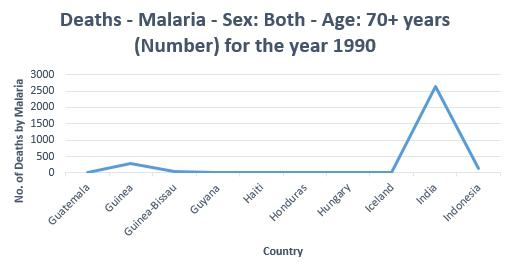 Deaths - Malaria - Sex: Both - Age: 70+ years
(Number) for the year 1990
No. of Deaths by Malaria
3000
2500
2000
1500
1000
500
0
Guatemala
Guinea
Guinea-Bissau
Guyana
Haiti
Honduras
Hungary
Iceland
India
Indonesia
Country